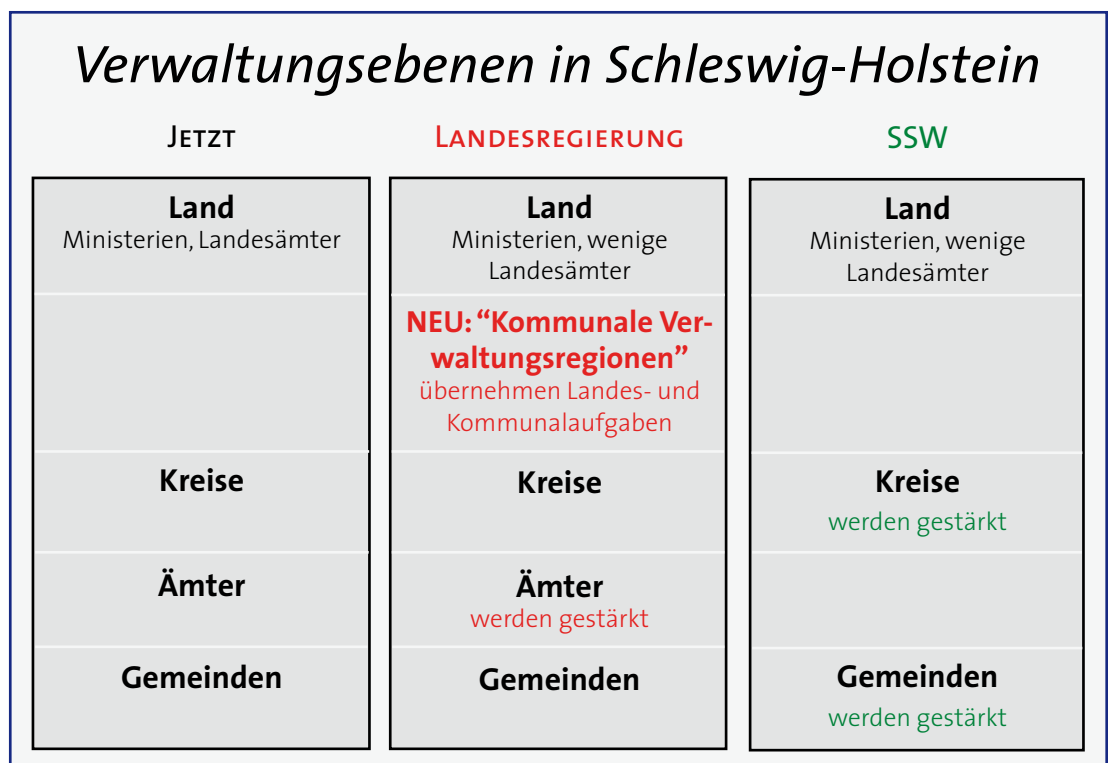 Verwaltungsebenen in Schleswig-Holstein
Jetzt
Land
Ministerien, Landesämter
Kreise
Ämter
Gemeinden
Landesregierung
Land
Ministerien, wenige
Landesämter
NEU: “Kommunale Ver-
waltungsregionen”
übernehmen Landes- und
Kommunalaufgaben
Kreise
Ämter
werden gestärkt
Gemeinden
SSW
Land
Ministerien, wenige
Landesämter
Kreise
werden gestärkt
Gemeinden
werden gestärkt